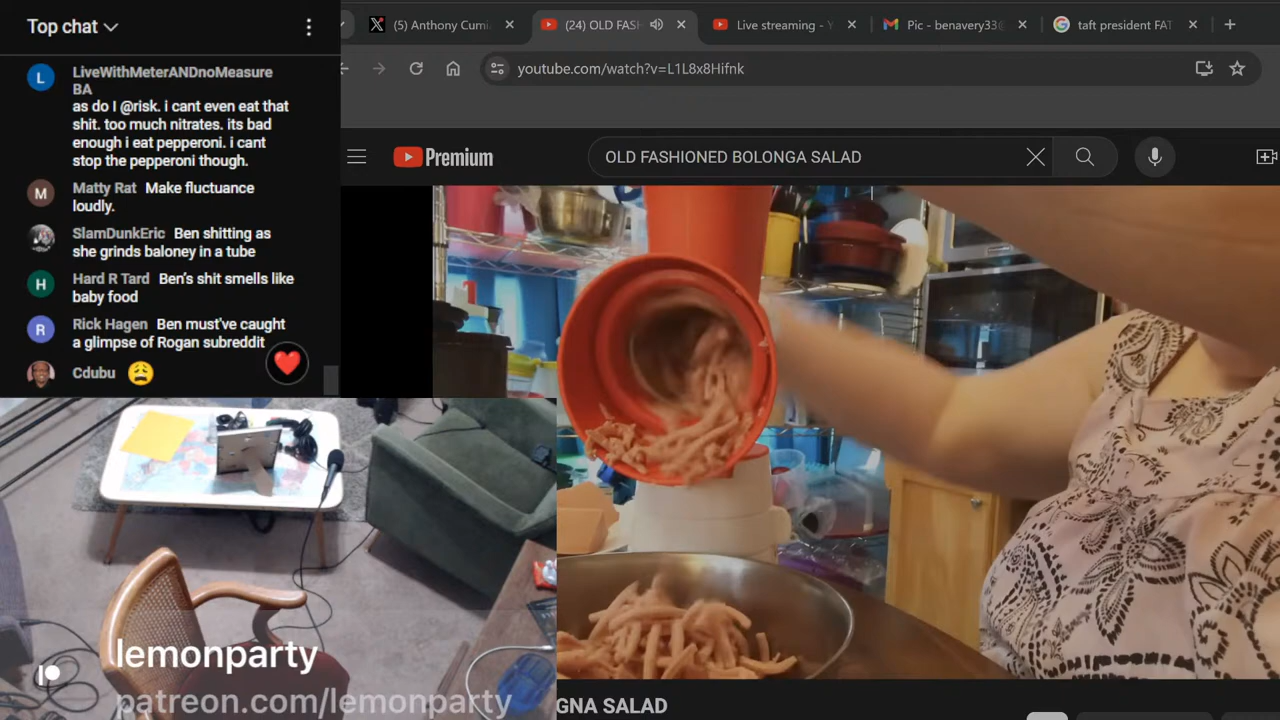 Top chat
LiveWithMeterANDnoMeasure
BA
as do I @risk. i cant even eat that
shit. too much nitrates. its bad
enough i eat pepperoni. i cant
stop the pepperoni though.
M
Matty Rat Make fluctuance
loudly.
SlamDunkEric Ben shitting as
she grinds baloney in a tube
H
Hard R Tard Ben's shit smells like
baby food
R
Rick Hagen Ben must've caught
a glimpse of Rogan subreddit
Cdubu
L
(5) Anthony Cumi
(24) OLD FAS
Live streaming - Y
Pic - benavery33@
taft president FAT
youtube.com/watch?v=L1L8x8Hifnk
Premium
OLD FASHIONED BOLONGA SALAD
lemonparty
patreon.com/lemonparty
GNA SALAD